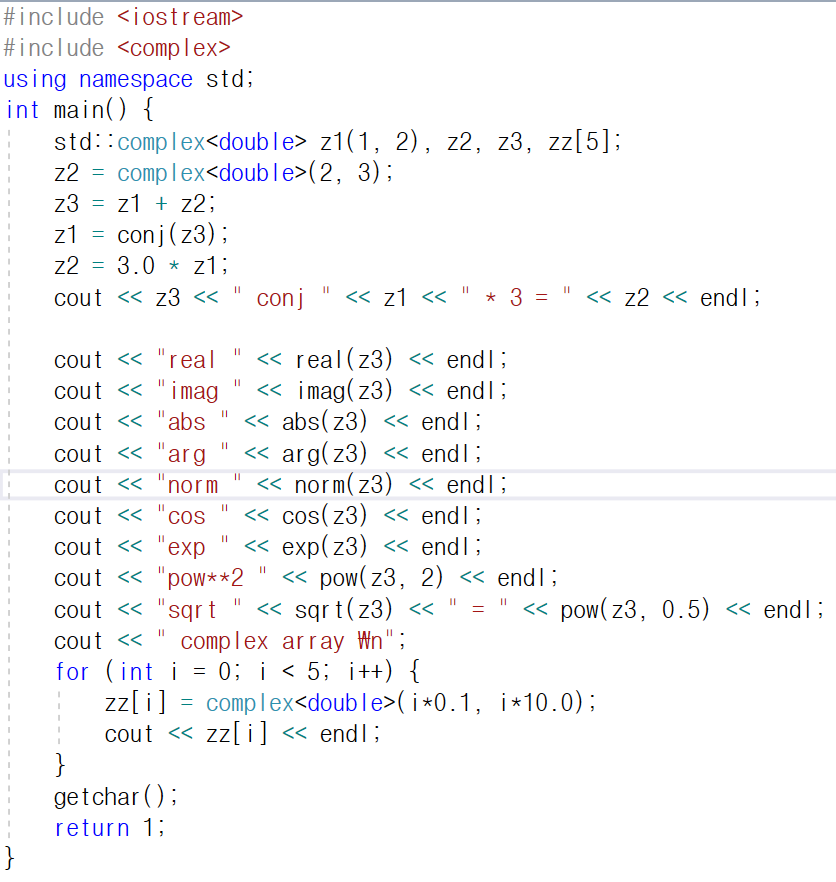 #include <iostream>
#include <complex>
using namespace std;
int main() {
std::complex<double> z1(1, 2), z2, z3, zz[5];
z2 = complex<double>(2, 3);
z3 = z1 + z2;
z1 = conj(z3);
z2 = 3.0 * z1;
cout << z3 << " conj " << z1 << " * 3 = " << z2 << endl;
cout << "real " << real(z3) << endl;
cout << "imag " << imag(z3) << endl;
cout << "abs " << abs(z3) << endl;
cout << "arg " << arg(z3) << endl;
cout << "norm " << norm(z3) << endl;
cout << "cos " << cos(z3) << endl;
cout << "exp " << exp(z3) << endl;
cout << "pow**2 " << pow(z3, 2) << endl;
cout << "sqrt " << sqrt(z3) << " = " << pow(z3, 0.5) << endl;
cout << " complex array ₩n";
for (int i = 0; i < 5; i++) {
zz[i] = complex<double>(i*0.1, i*10.0);
cout << zz[i] << endl;
}
getchar();
return 1;
}